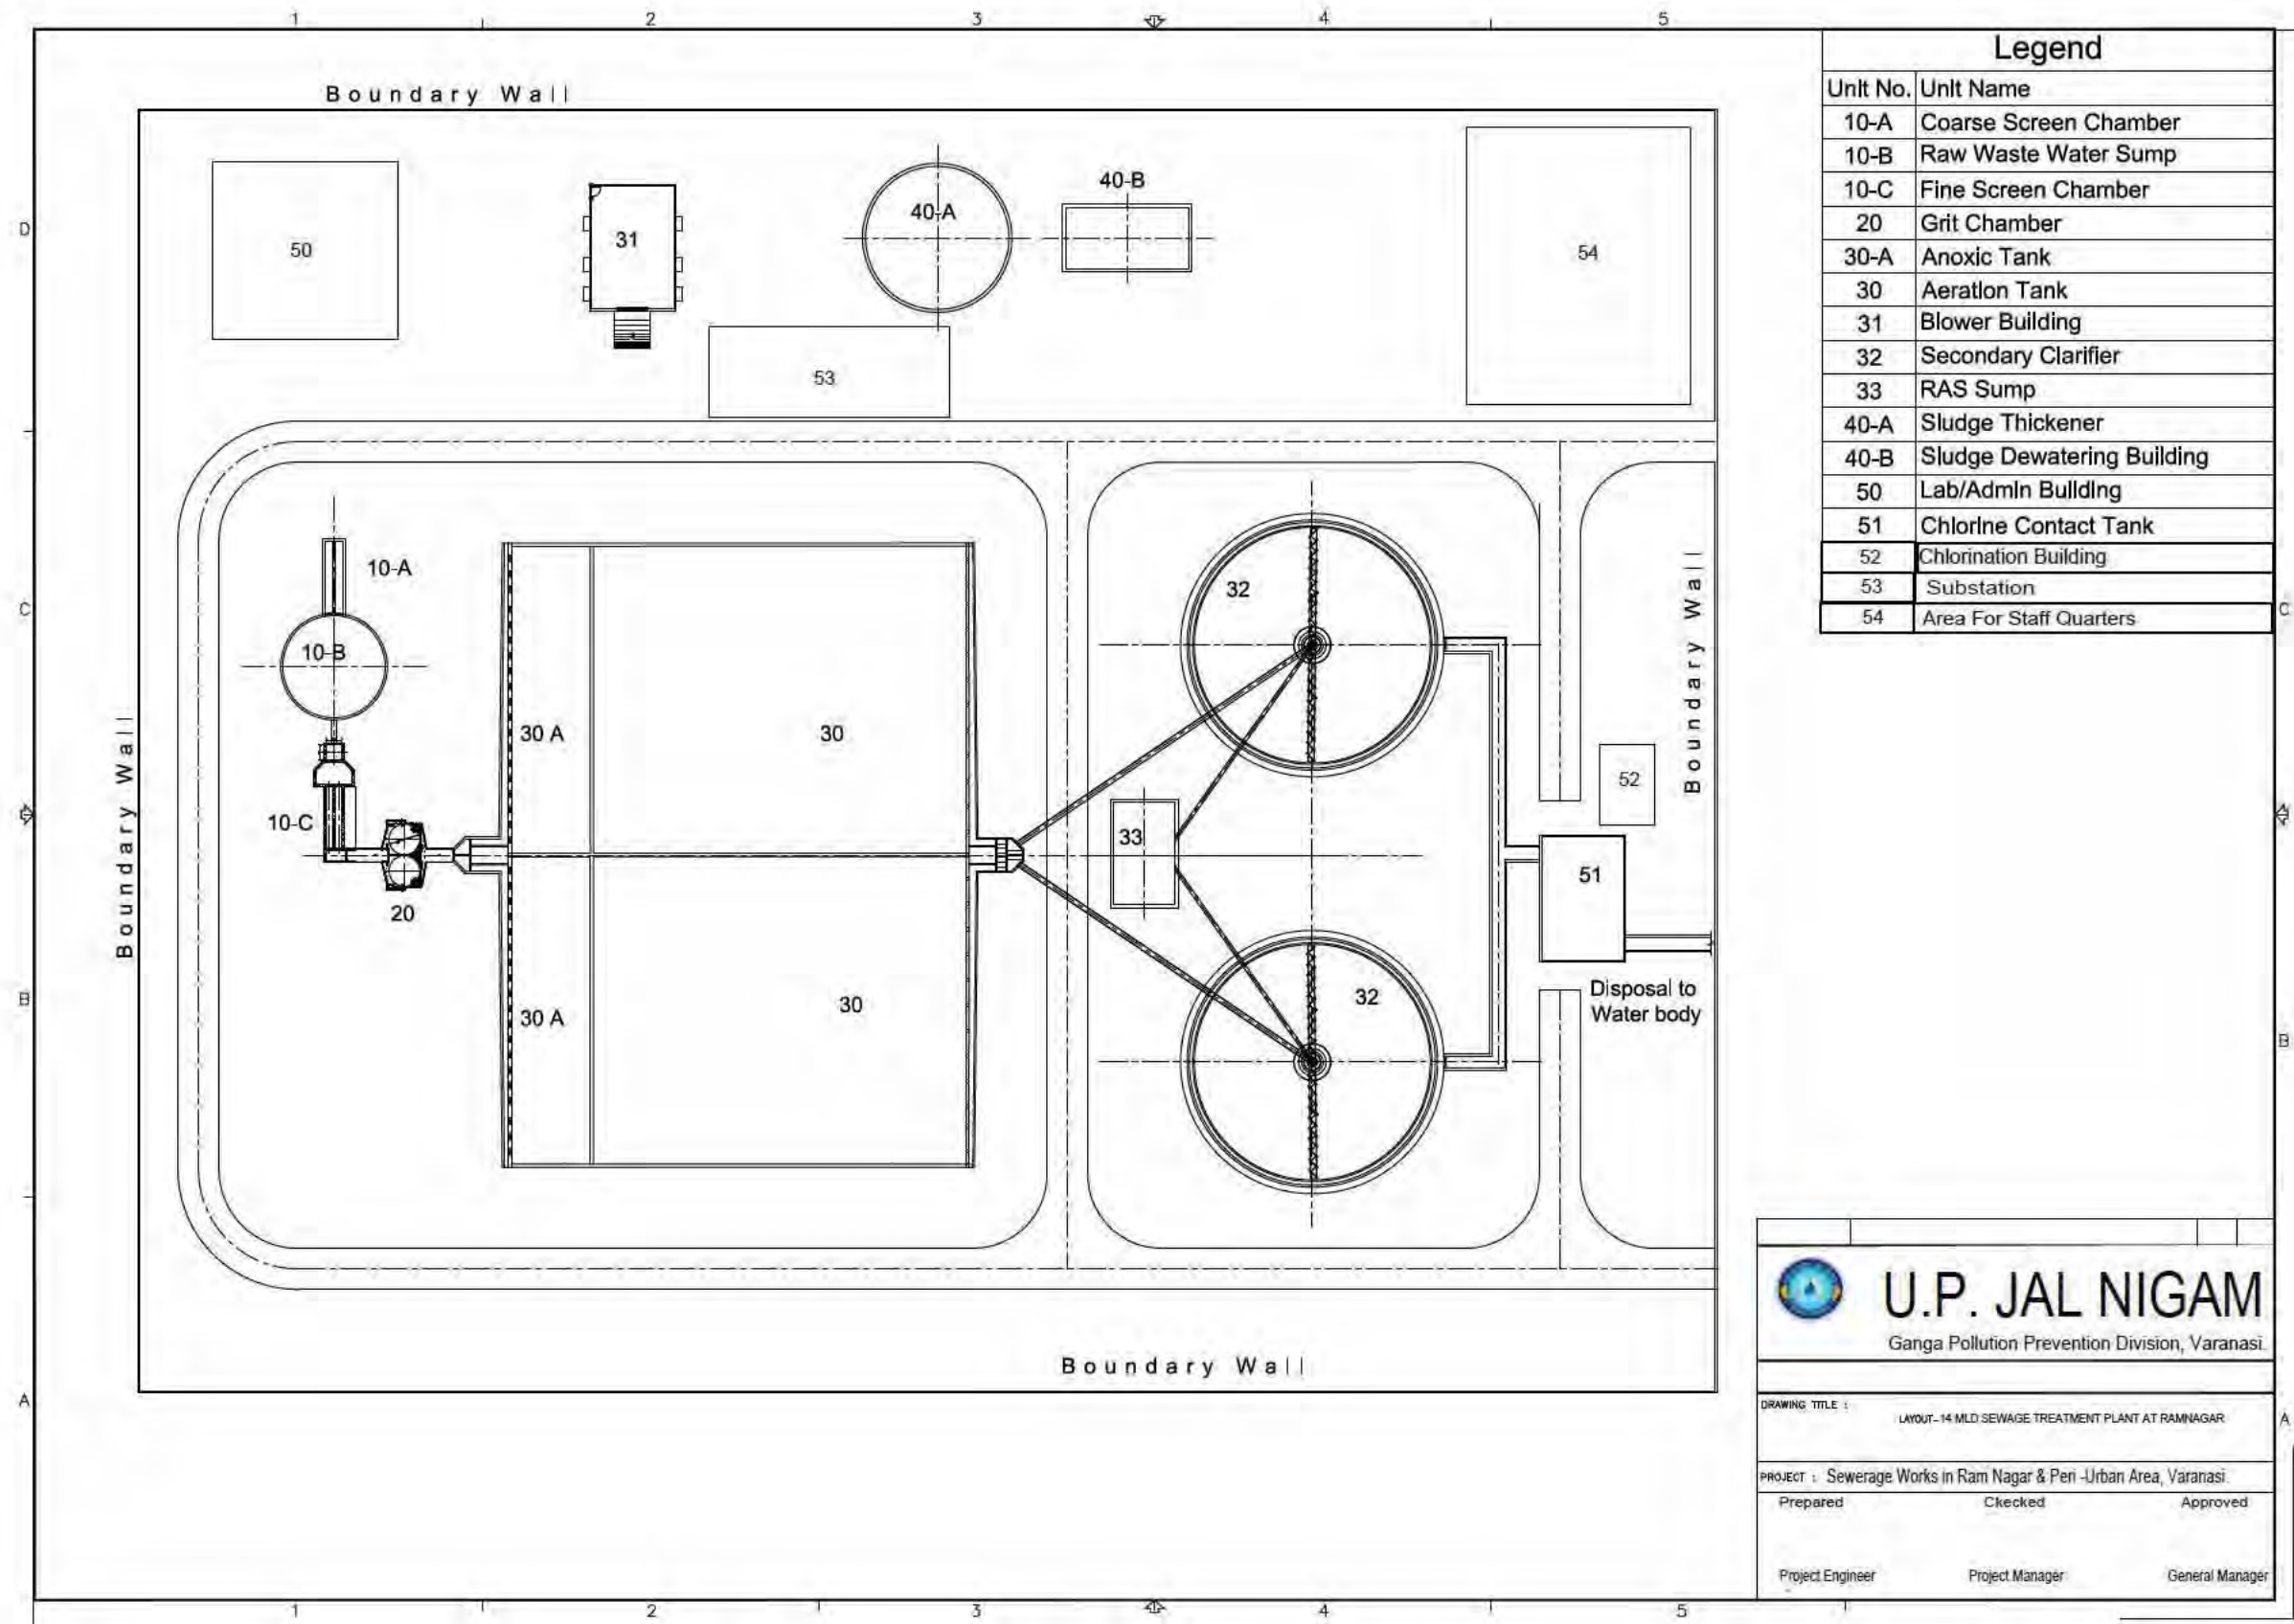 1 2 3 4 5
Boundary Wall
Legend
Unit No. Unit Name
10-A Coarse Screen Chamber
10-B Raw Waste Water Sump
10-C Fine Screen Chamber
20 Grit Chamber
30-A Anoxic Tank
30 Aeration Tank
31 Blower Building
32 Secondary Clarifier
33 RAS Sump
40-A Sludge Thickener
40-B Sludge Dewatering Building
50 Lab/Admin Building
51 Chlorine Contact Tank
52 Chlorination Building
53 Substation
54 Area For Staff Quarters
40-B
40-A
D
31
50
54
53
10-A
32
C
C
10-B
30 A
30
Boundary Wall
52
10-C
33
51
Boundary Wall
20
Disposal to
Water body
32
B
30 A
30
B
Boundary Wall
A
A
U.P. JAL NIGAM
Ganga Pollution Prevention Division, Varanasi.
DRAWING TITLE :
LAYOUT-14 MLD SEWAGE TREATMENT PLANT AT RAMNAGAR
PROJECT : Sewerage Works in Ram Nagar & Peri -Urban Area, Varanasi.
Prepared Ckecked Approved
Project Engineer Project Manager General Manager
1 2 3 4 5